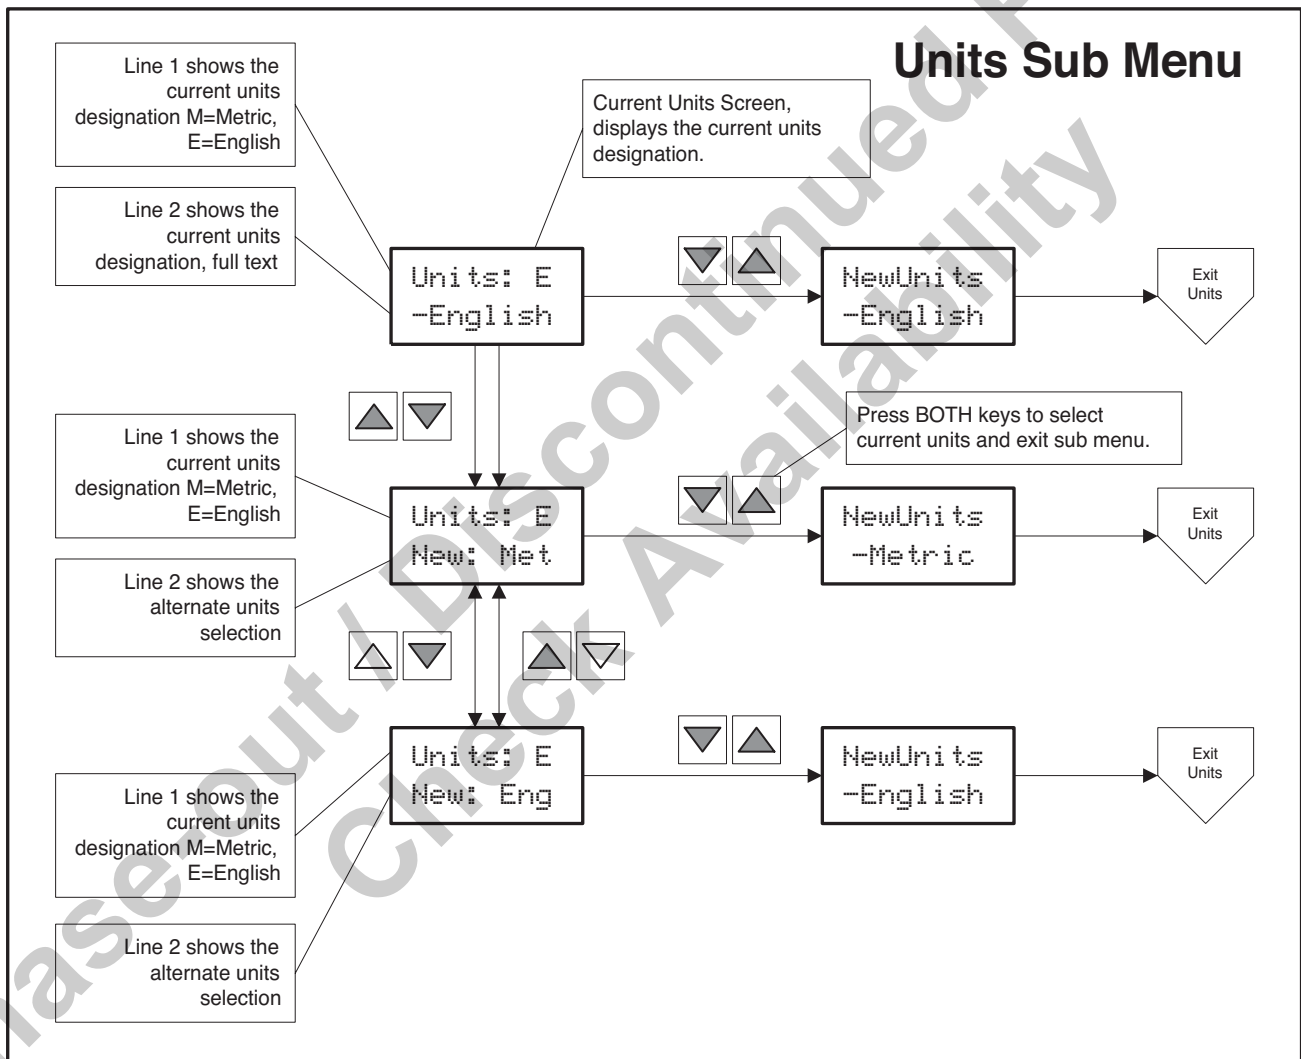 Units Sub Menu
Line 1 shows the
current units
designation M=Metric,
E=English
Current Units Screen,
displays the current units
designation.
Line 2 shows the
current units
designation, full text
Units: E
-English
NewUnits
-English
Exit
Units
Line 1 shows the
current units
designation M=Metric,
E=English
Press BOTH keys to select
current units and exit sub menu.
Units: E
New: Met
NewUnits
-Metric
Exit
Units
Line 2 shows the
alternate units
selection
Units: E
New: Eng
NewUnits
-English
Exit
Units
Line 1 shows the
current units
designation M=Metric,
E=English
Line 2 shows the
alternate units
selection
hase-out / Discontinued
Check Availability